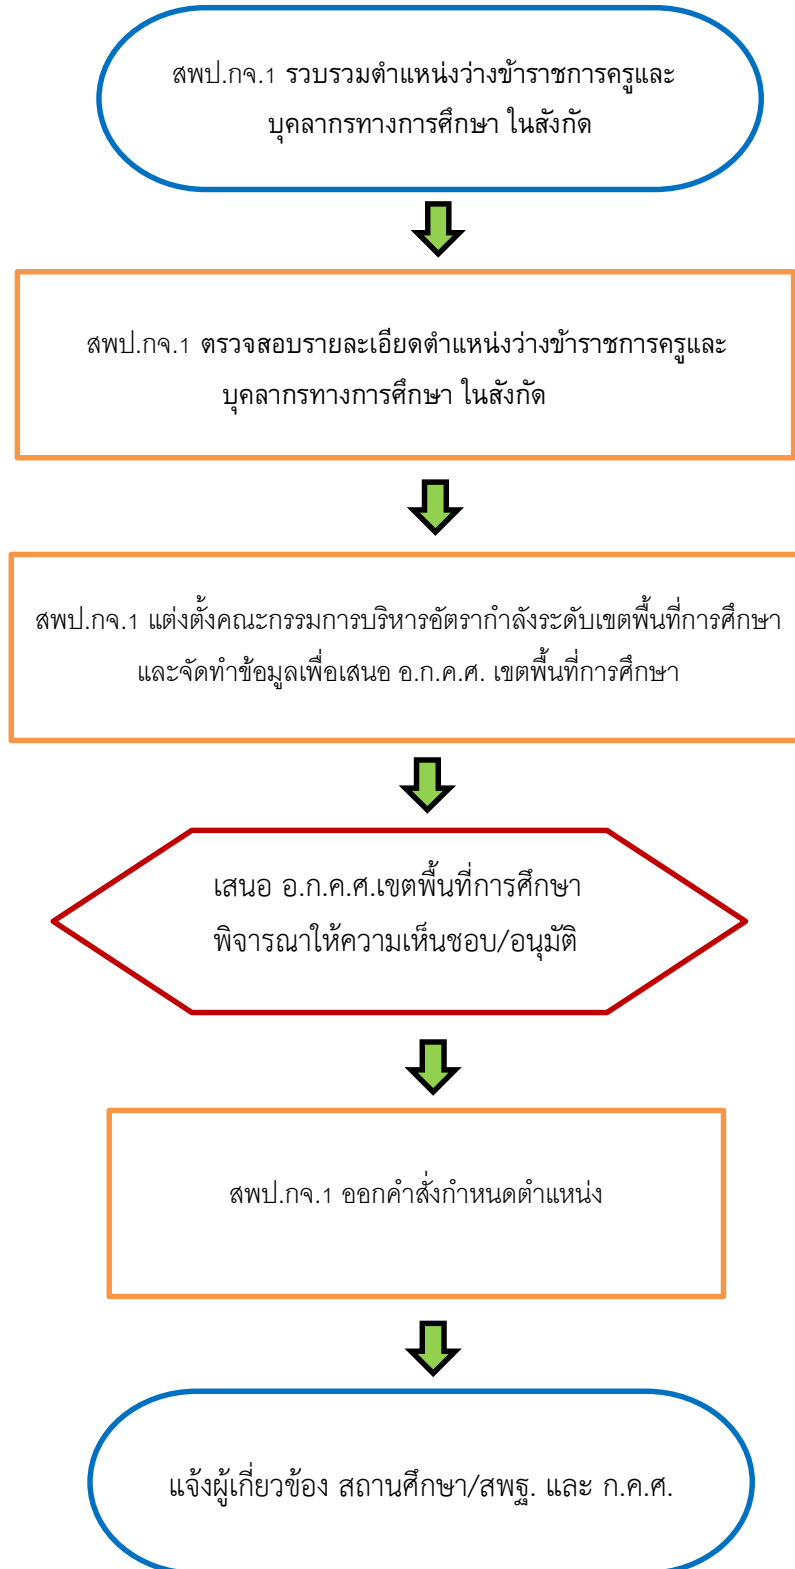 สพป.กจ.1 รวบรวมตำแหน่งว่างข้าราชการครูและ
บุคลากรทางการศึกษา ในสังกัด
สพป.กจ.1 ตรวจสอบรายละเอียดตำแหน่งว่างข้าราชการครูและ
บุคลากรทางการศึกษา ในสังกัด
สพป.กจ.1 แต่งตั้งคณะกรรมการบริหารอัตรากำลังระดับเขตพื้นที่การศึกษา
และจัดทำข้อมูลเพื่อเสนอ อ.ก.ค.ศ. เขตพื้นที่การศึกษา
เสนอ อ.ก.ค.ศ.เขตพื้นที่การศึกษา
พิจารณาให้ความเห็นชอบ/อนุมัติ
สพป.กจ.1 ออกคำสั่งกำหนดตำแหน่ง
แจ้งผู้เกี่ยวข้อง สถานศึกษา/สพฐ. และ ก.ค.ศ.